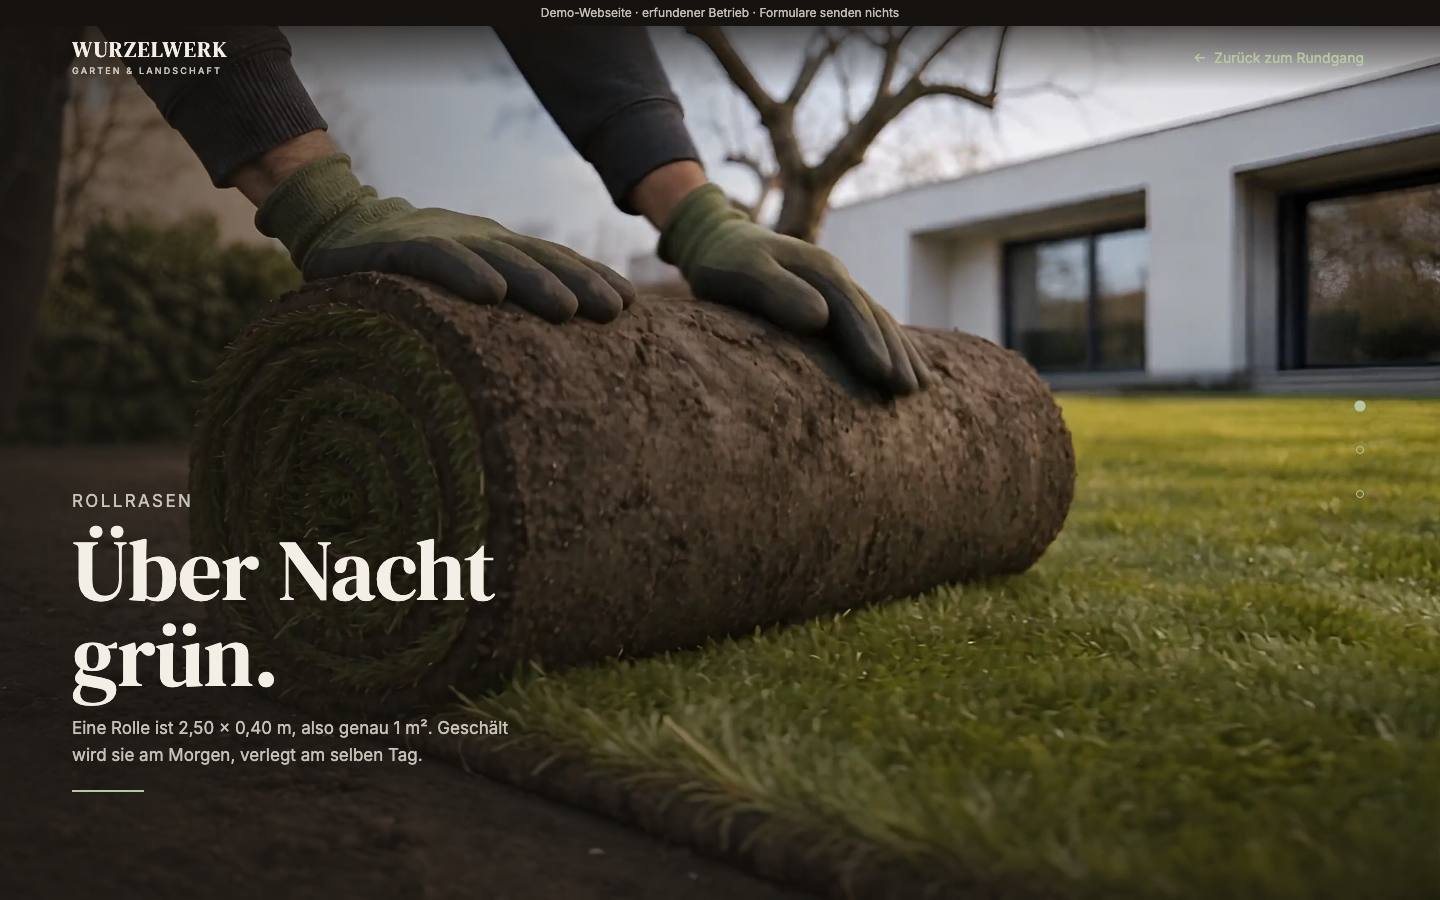 Demo-Webseite · erfundener Betrieb · Formulare senden nichts
WURZELWERK
GARTEN & LANDSCHAFT
← Zurück zum Rundgang
ROLLRASEN
Über Nacht
grün.
Eine Rolle ist 2,50 × 0,40 m, also genau 1 m². Geschält
wird sie am Morgen, verlegt am selben Tag.